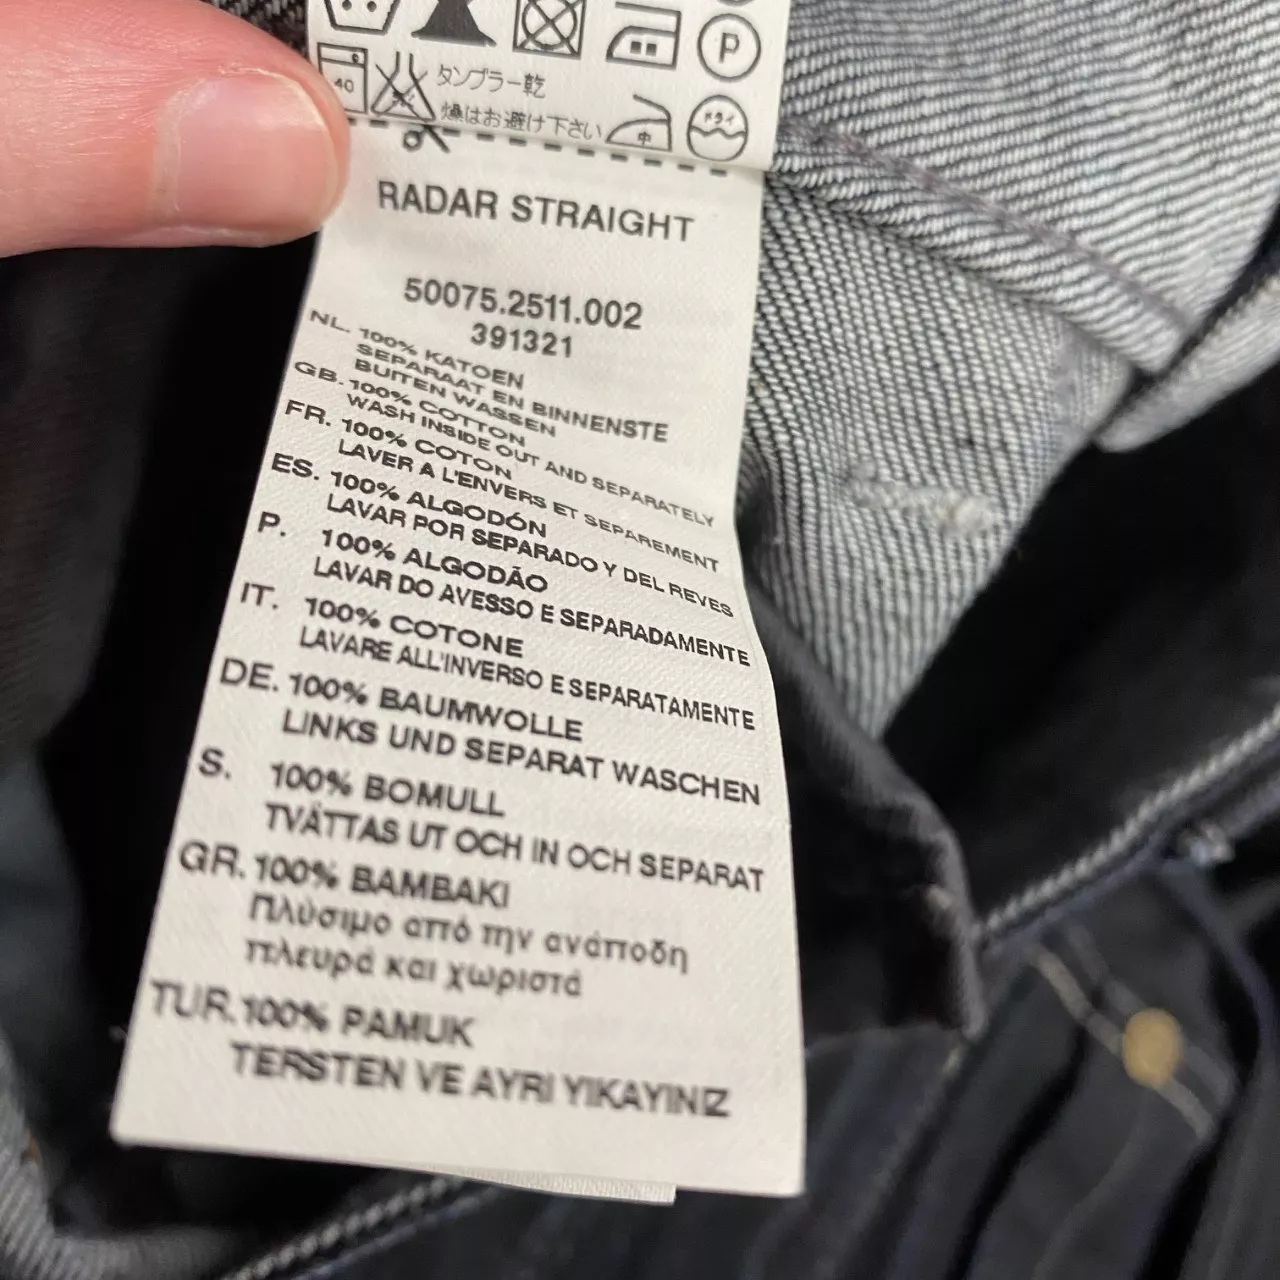 P
40
タンブラー乾
燥はお避け下さい
中
ドライ
RADAR STRAIGHT
50075.2511.002
391321
NL. 100% KATOEN
SEPARAAT EN BINNENSTE
BUITEN WASSEN
GB. 100% COTTON
WASH INSIDE OUT AND SEPARATELY
FR. 100% COTON
LAVER A L'ENVERS ET SEPAREMENT
ES. 100% ALGODÓN
LAVAR POR SEPARADO Y DEL REVES
P. 100% ALGODÃO
LAVAR DO AVESSO E SEPARADAMENTE
IT. 100% COTONE
LAVARE ALL'INVERSO E SEPARATAMENTE
DE. 100% BAUMWOLLE
LINKS UND SEPARAT WASCHEN
S. 100% BOMULL
TVÄTTAS UT OCH IN OCH SEPARAT
GR. 100% BAMBAKI
Πλύσιμο από την ανάποδη
πλευρά και χωριστά
TUR. 100% PAMUK
TERSTEN VE AYRI YIKAYINIZ